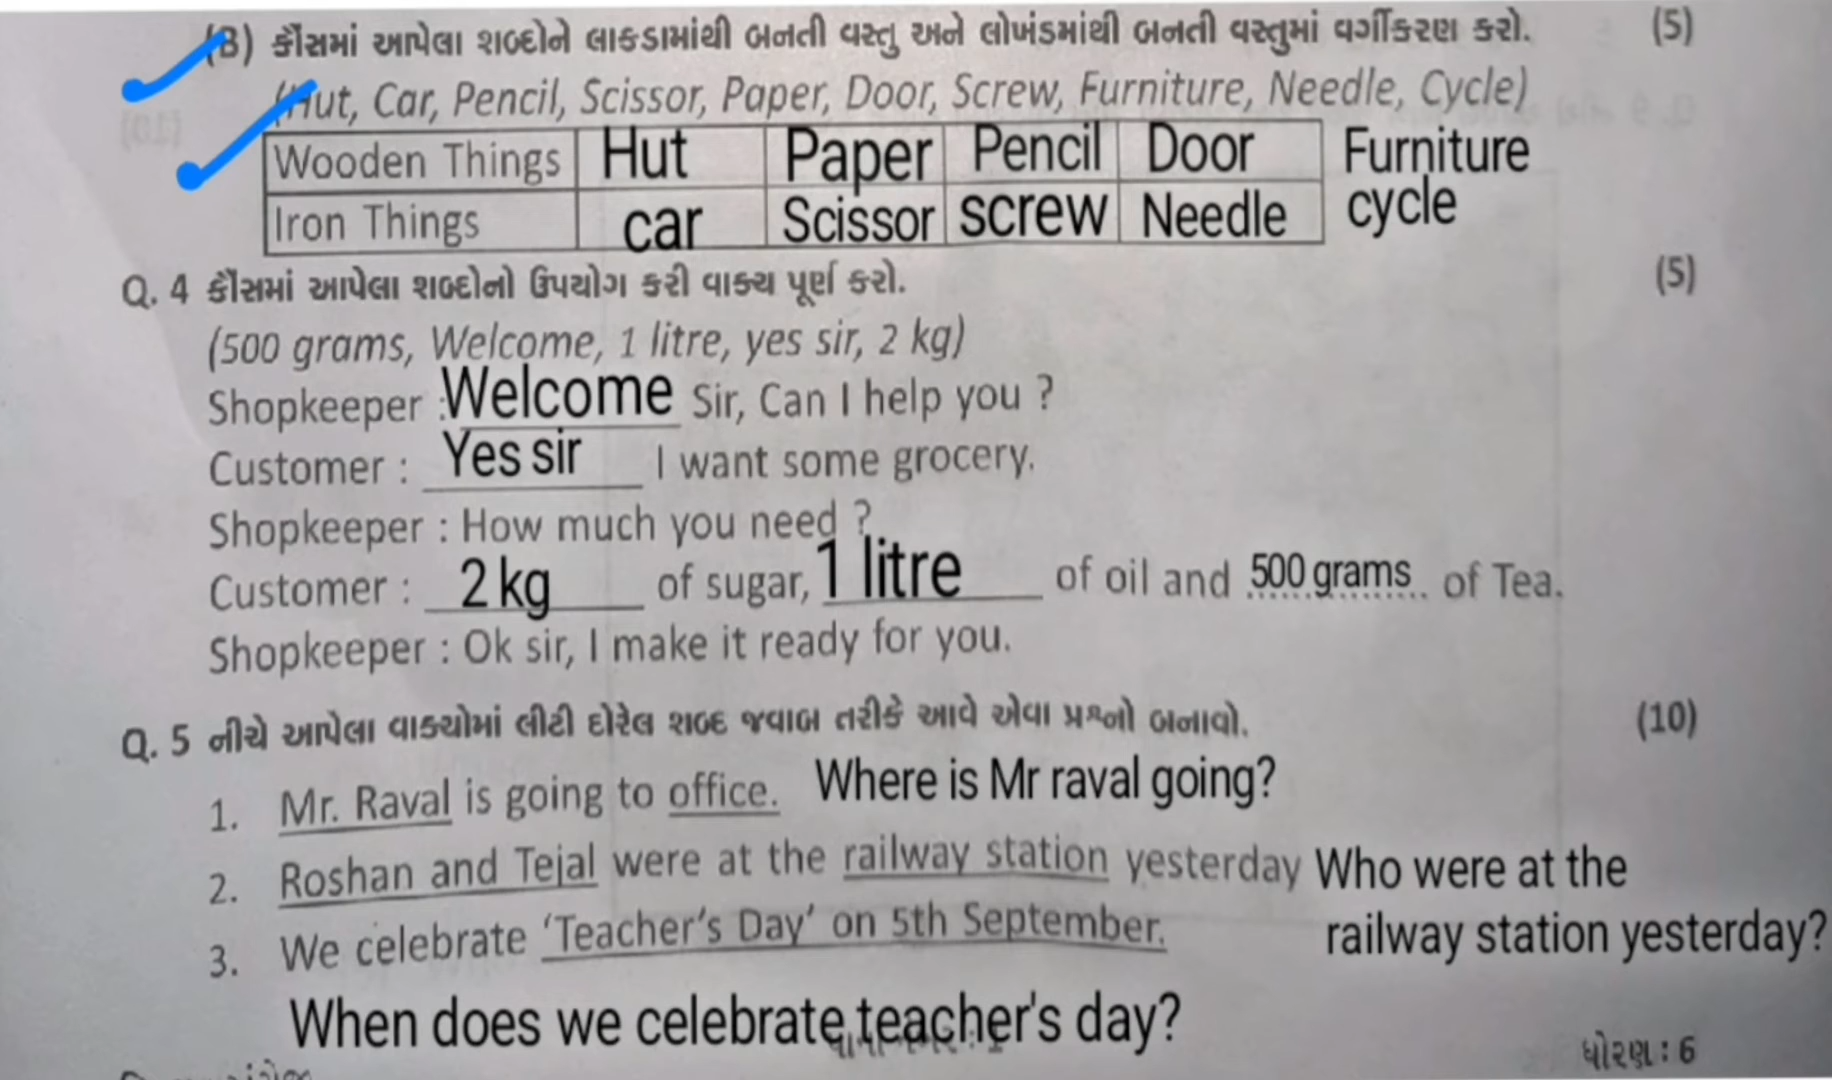 (B) કૌંસમાં આપેલા શબ્દોને લાકડામાંથી બનતી વસ્તુ અને લોખંડમાંથી બનતી વસ્તુમાં વર્ગીકરણ કરો. (5)
(Hut, Car, Pencil, Scissor, Paper, Door, Screw, Furniture, Needle, Cycle)
Wooden Things Hut Paper Pencil Door Furniture
Iron Things car Scissor screw Needle cycle
Q. 4 કૌંસમાં આપેલા શબ્દોનો ઉપયોગ કરી વાક્ય પૂર્ણ કરો. (5)
(500 grams, Welcome, 1 litre, yes sir, 2 kg)
Shopkeeper : Welcome Sir, Can I help you ?
Customer : Yes sir I want some grocery.
Shopkeeper : How much you need ?
Customer : 2 kg of sugar, 1 litre of oil and 500 grams of Tea.
Shopkeeper : Ok sir, I make it ready for you.
Q. 5 નીચે આપેલા વાક્યોમાં લીટી દોરેલ શબ્દ જવાબ તરીકે આવે એવા પ્રશ્નો બનાવો. (10)
1. Mr. Raval is going to office. Where is Mr raval going?
2. Roshan and Tejal were at the railway station yesterday Who were at the
railway station yesterday?
3. We celebrate 'Teacher's Day' on 5th September.
When does we celebrate teacher's day?
ધોરણ : 6